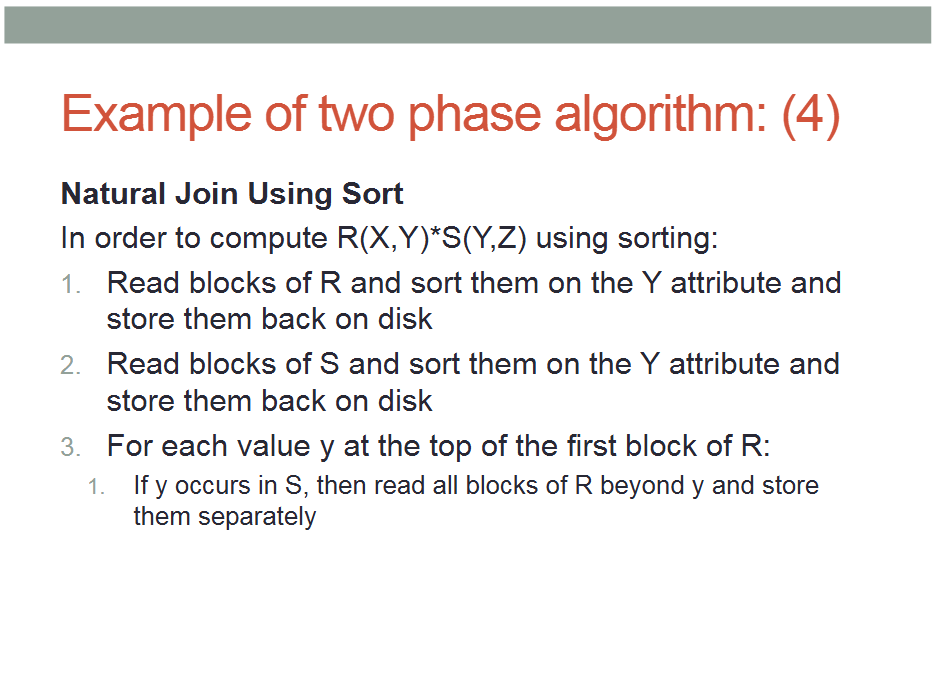 Example of two phase algorithm: (4)
Natural Join Using Sort
In order to compute R(X,Y)*S(Y,Z) using sorting:
1. Read blocks of R and sort them on the Y attribute and
store them back on disk
2. Read blocks of S and sort them on the Y attribute and
store them back on disk
3. For each value y at the top of the first block of R:
1. If y occurs in S, then read all blocks of R beyond y and store
them separately